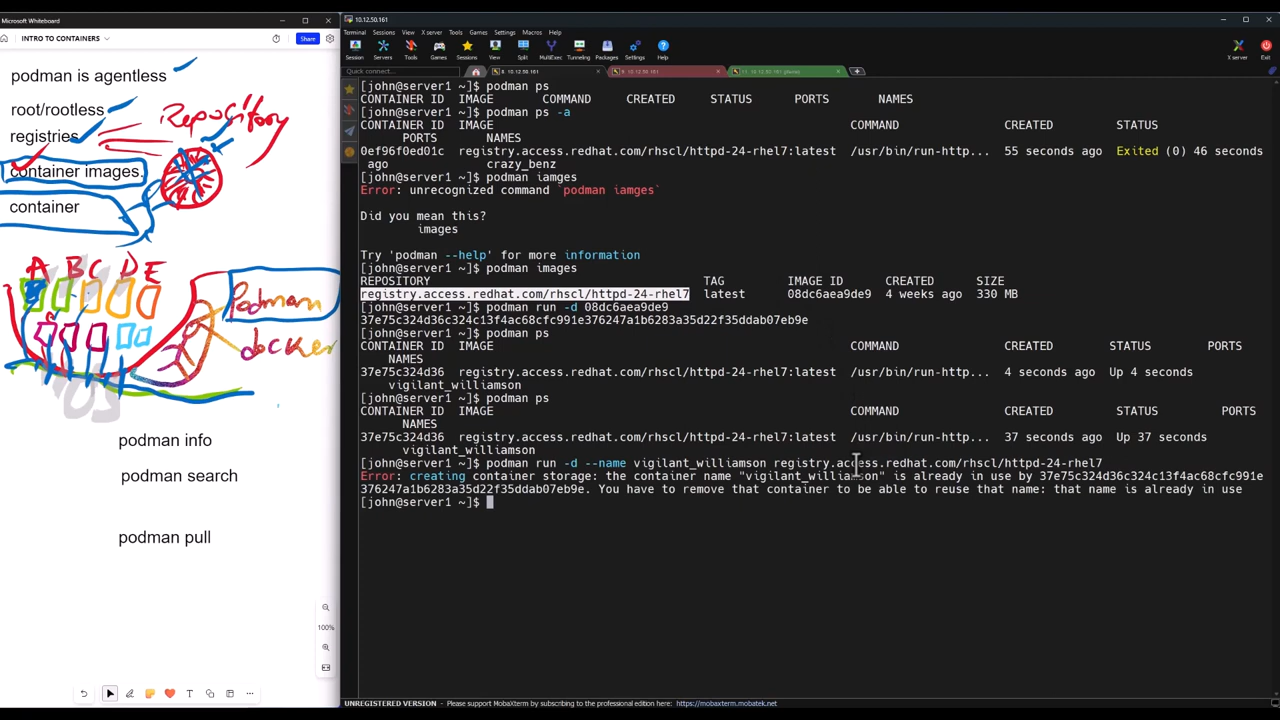 Microsoft Whiteboard
INTRO TO CONTAINERS
Share
podman is agentless
root/rootless
registries
Repository
container images.
container
A B C D E
Podman
docker
podman info
podman search
podman pull
100%
10.12.50.161
Terminal Sessions View X server Tools Games Settings Macros Help
Session Servers Tools Games Sessions View Split MultiExec Tunneling Packages Settings Help X server Exit
Quick connect...
[john@server1 ~]$ podman ps
CONTAINER ID IMAGE COMMAND CREATED STATUS PORTS NAMES
[john@server1 ~]$ podman ps -a
CONTAINER ID IMAGE COMMAND CREATED STATUS
PORTS NAMES
0ef96f0ed01c registry.access.redhat.com/rhscl/httpd-24-rhel7:latest /usr/bin/run-http... 55 seconds ago Exited (0) 46 seconds
ago crazy_benz
[john@server1 ~]$ podman iamges
Error: unrecognized command `podman iamges`
Did you mean this?
images
Try 'podman --help' for more information
[john@server1 ~]$ podman images
REPOSITORY TAG IMAGE ID CREATED SIZE
registry.access.redhat.com/rhscl/httpd-24-rhel7 latest 08dc6aea9de9 4 weeks ago 330 MB
[john@server1 ~]$ podman run -d 08dc6aea9de9
37e75c324d36c324c13f4ac68cfc991e376247a1b6283a35d22f35ddab07eb9e
[john@server1 ~]$ podman ps
CONTAINER ID IMAGE COMMAND CREATED STATUS PORTS
NAMES
37e75c324d36 registry.access.redhat.com/rhscl/httpd-24-rhel7:latest /usr/bin/run-http... 4 seconds ago Up 4 seconds
vigilant_williamson
[john@server1 ~]$ podman ps
CONTAINER ID IMAGE COMMAND CREATED STATUS PORTS
NAMES
37e75c324d36 registry.access.redhat.com/rhscl/httpd-24-rhel7:latest /usr/bin/run-http... 37 seconds ago Up 37 seconds
vigilant_williamson
[john@server1 ~]$ podman run -d --name vigilant_williamson registry.access.redhat.com/rhscl/httpd-24-rhel7
Error: creating container storage: the container name "vigilant_williamson" is already in use by 37e75c324d36c324c13f4ac68cfc991e
376247a1b6283a35d22f35ddab07eb9e. You have to remove that container to be able to reuse that name: that name is already in use
[john@server1 ~]$
UNREGISTERED VERSION - Please support MobaXterm by subscribing to the professional edition here: https://mobaxterm.mobatek.net